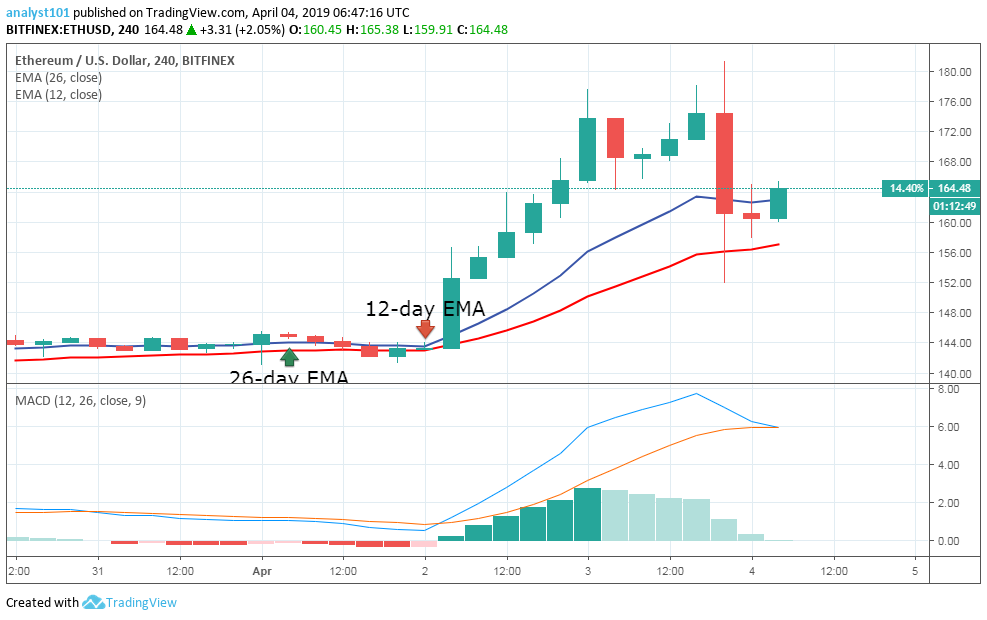 analyst101 published on TradingView.com, April 04, 2019 06:47:16 UTC
BITFINEX:ETHUSD, 240 164.48 ▲ +3.31 (+2.05%) O:160.45 H:165.38 L:159.91 C:164.48
Ethereum / U.S. Dollar, 240, BITFINEX
EMA (26, close)
EMA (12, close)
180.00
176.00
172.00
168.00
14.40% 164.48
01:12:49
160.00
156.00
152.00
12-day EMA
148.00
144.00
26-day EMA
140.00
MACD (12, 26, close, 9)
8.00
6.00
4.00
2.00
0.00
2:00 31 12:00 Apr 12:00 2 12:00 3 12:00 4 12:00 5
Created with TradingView